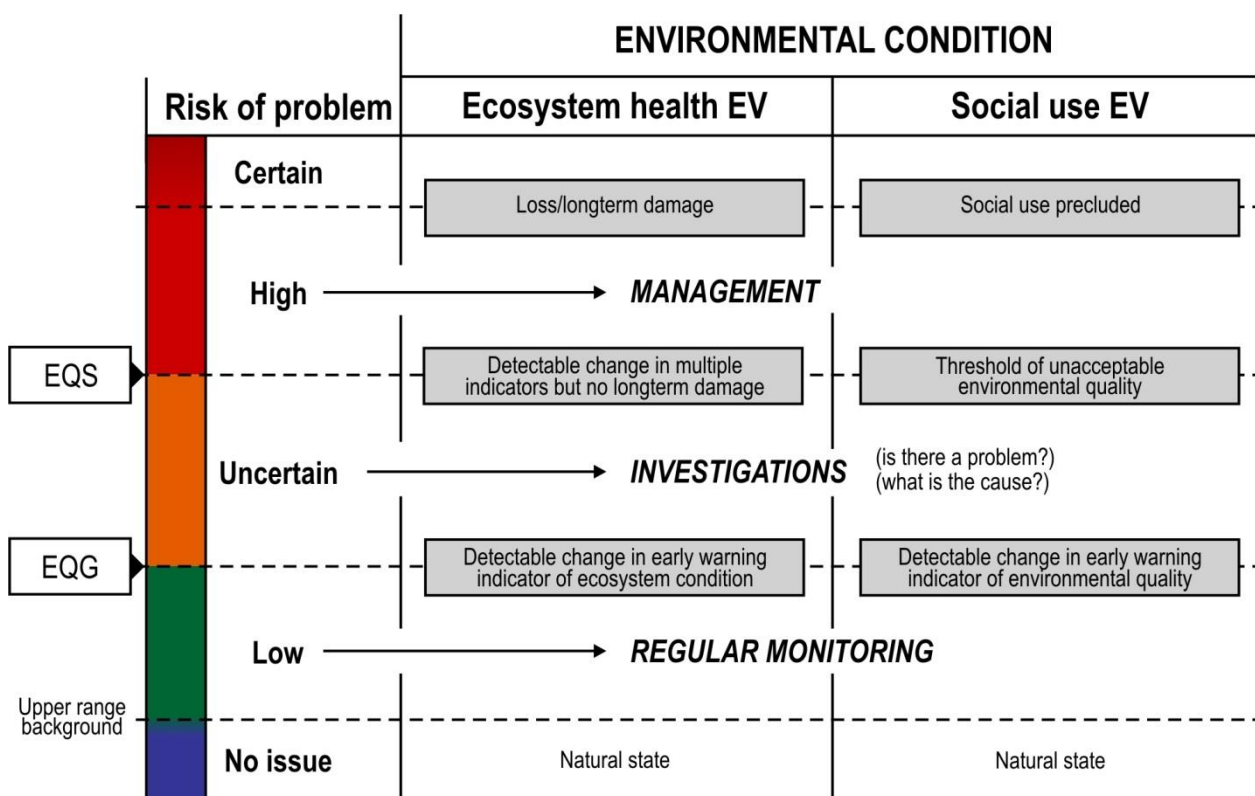 ENVIRONMENTAL CONDITION
Risk of problem
Ecosystem health EV
Social use EV
Certain
Loss/longterm damage
Social use precluded
High
MANAGEMENT
EQS
Detectable change in multiple
indicators but no longterm damage
Threshold of unacceptable
environmental quality
Uncertain
INVESTIGATIONS
(is there a problem?)
(what is the cause?)
EQG
Detectable change in early warning
indicator of ecosystem condition
Detectable change in early warning
indicator of environmental quality
Low
REGULAR MONITORING
Upper range
background
No issue
Natural state
Natural state